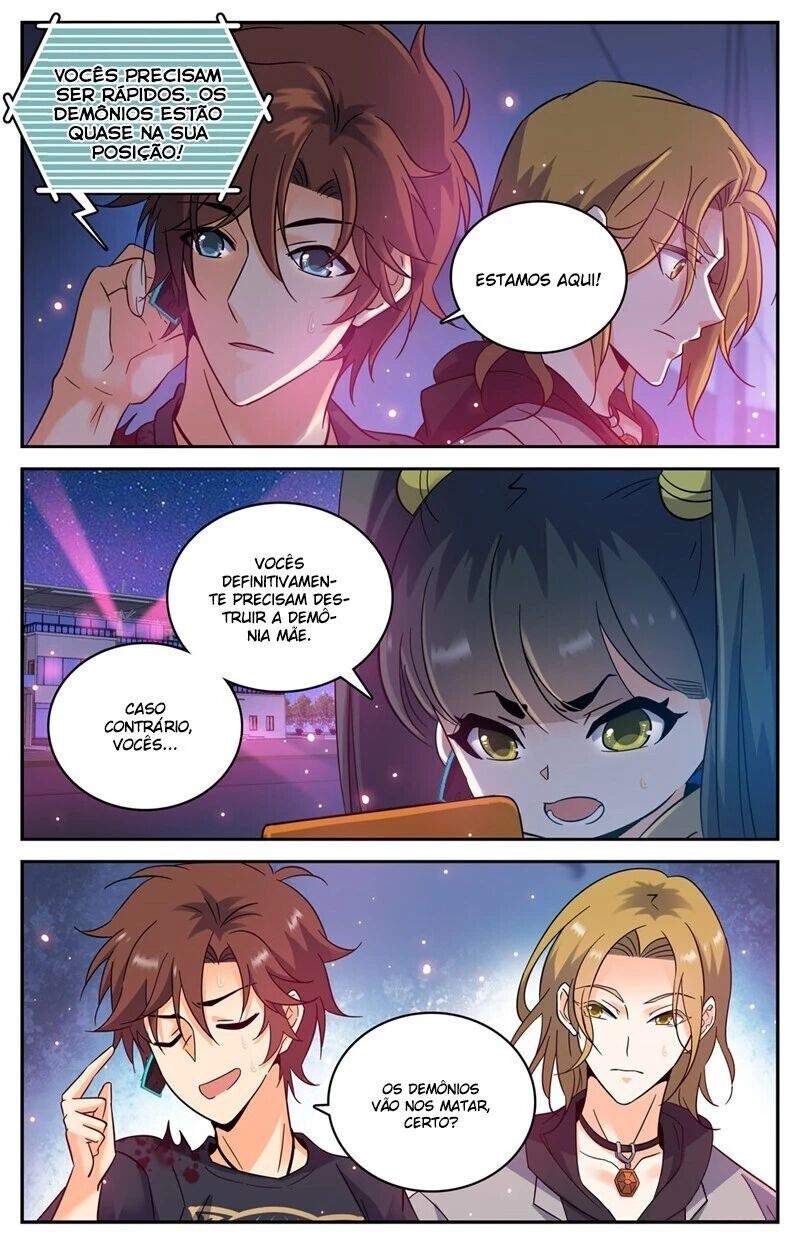 VOCÊS PRECISAM
SER RÁPIDOS. OS
DEMÔNIOS ESTÃO
QUASE NA SUA
POSIÇÃO!
ESTAMOS AQUI!
VOCÊS
DEFINITIVAMEN-
TE PRECISAM DES-
TRUIR A DEMÔ-
NIA MÃE.
CASO
CONTRÁRIO,
VOCÊS...
OS DEMÔNIOS
VÃO NOS MATAR,
CERTO?